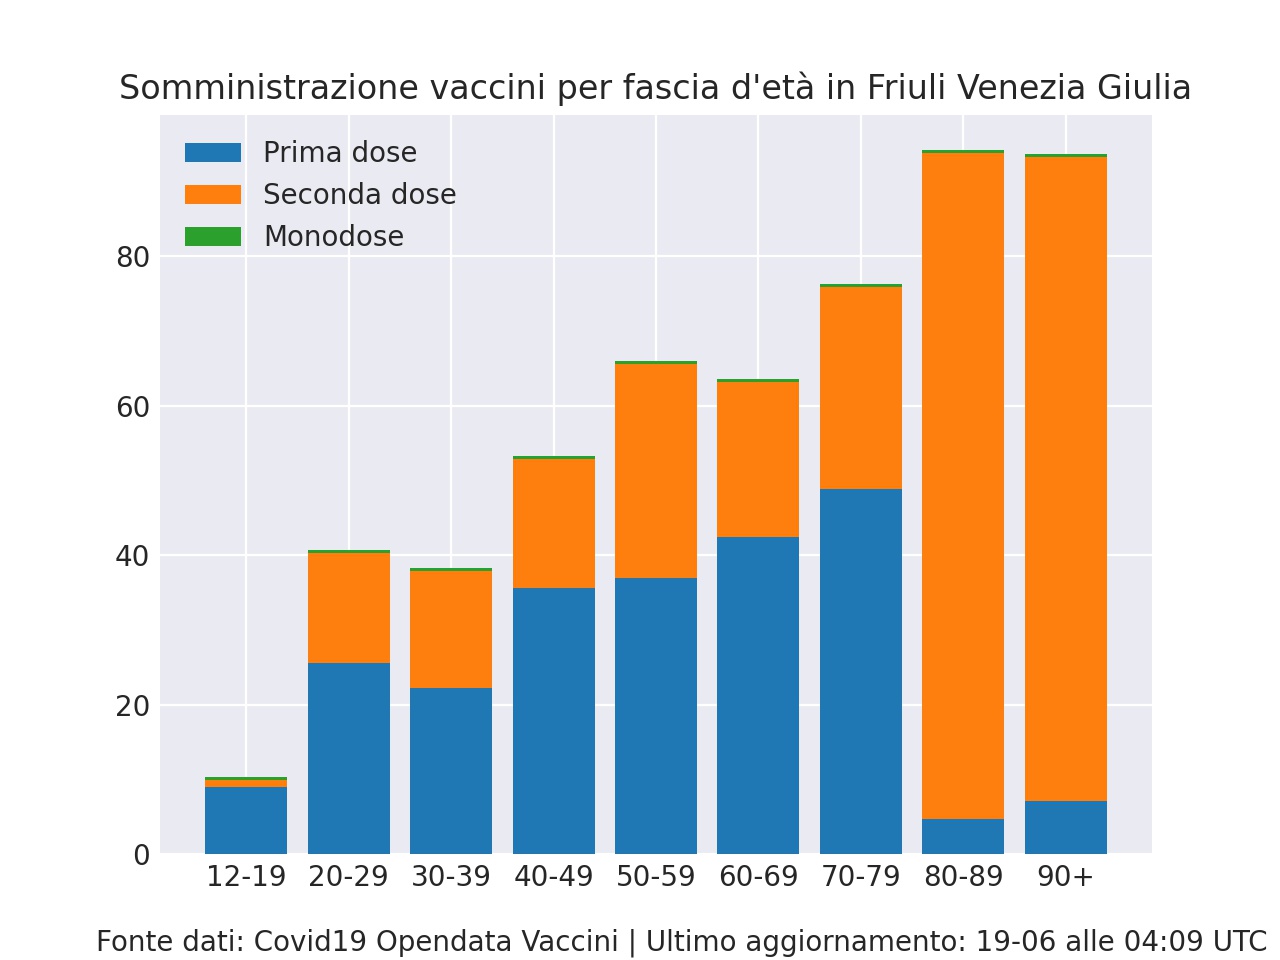 Somministrazione vaccini per fascia d'età in Friuli Venezia Giulia
Prima dose
Seconda dose
Monodose
80
60
40
20
0
12-19 20-29 30-39 40-49 50-59 60-69 70-79 80-89 90+
Fonte dati: Covid19 Opendata Vaccini | Ultimo aggiornamento: 19-06 alle 04:09 UTC